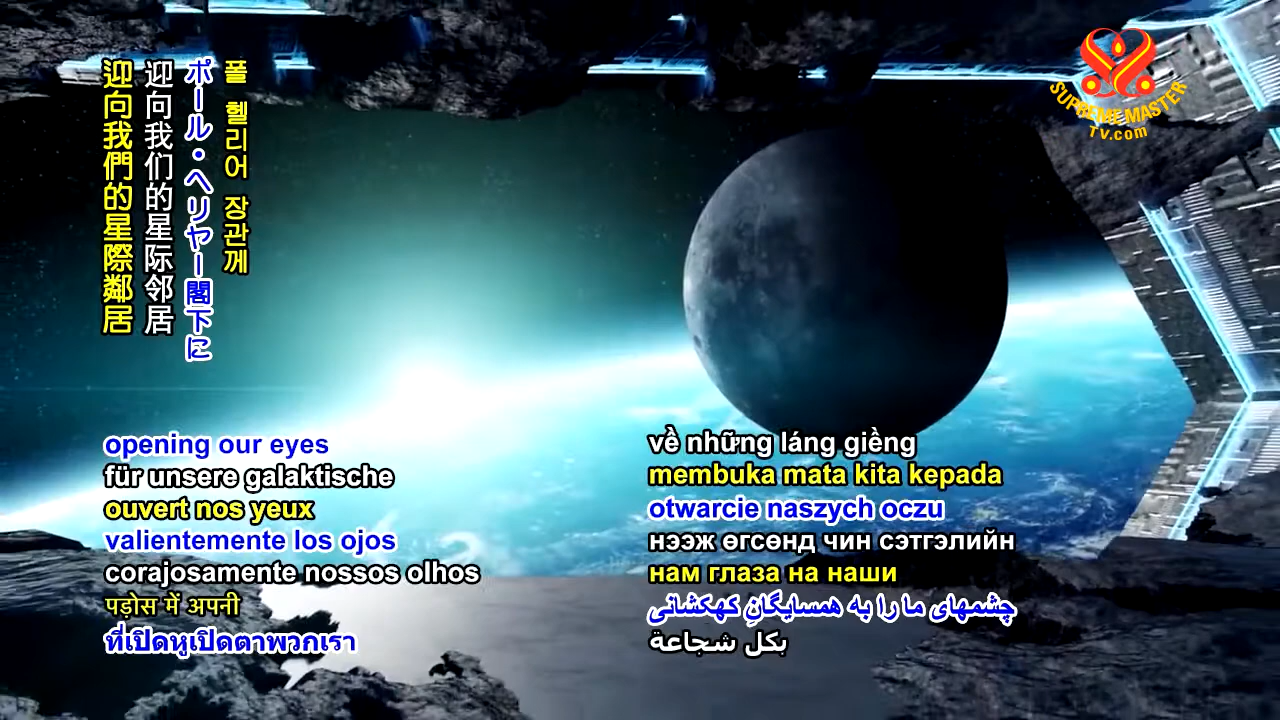 SUPREME MASTER
TV.com
폴 헬리어 장관께
ポール・ヘリヤー閣下に
迎向我们的星际邻居
迎向我們的星際鄰居
opening our eyes
für unsere galaktische
ouvert nos yeux
valientemente los ojos
corajosamente nossos olhos
पड़ोस में अपनी
ที่เปิดหูเปิดตาพวกเรา
về những láng giềng
membuka mata kita kepada
otwarcie naszych oczu
нээж өгсөнд чин сэтгэлийн
нам глаза на наши
چشمهای ما را به همسایگانِ کهکشانی
بكل شجاعة